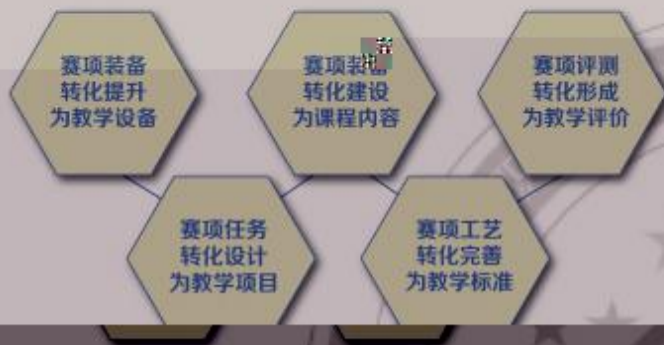 赛项装备
转化提升
为教学设备
赛项装
转化建设
为课程内容
赛项评测
转化形成
为教学评价
赛项任务
转化设计
为教学项目
赛项工艺
转化完善
为教学标准